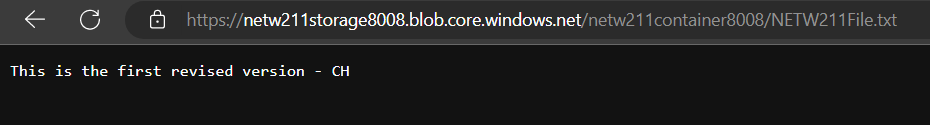 https://netw211storage8008.blob.core.windows.net/netw211container8008/NETW211File.txt
This is the first revised version - CH